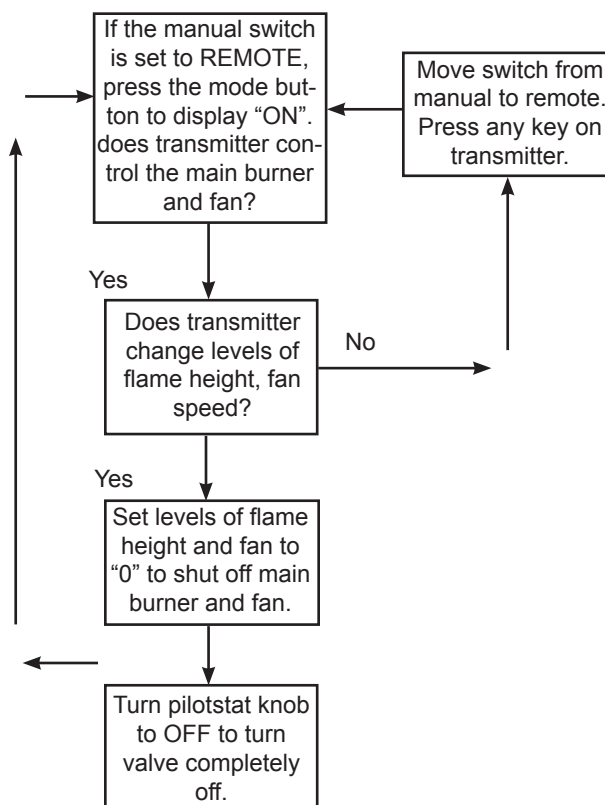 If the manual switch
is set to REMOTE,
press the mode but-
ton to display “ON”.
does transmitter con-
trol the main burner
and fan?
Move switch from
manual to remote.
Press any key on
transmitter.
Yes
Does transmitter
change levels of
flame height, fan
speed?
No
Yes
Set levels of flame
height and fan to
“0” to shut off main
burner and fan.
Turn pilotstat knob
to OFF to turn
valve completely
off.